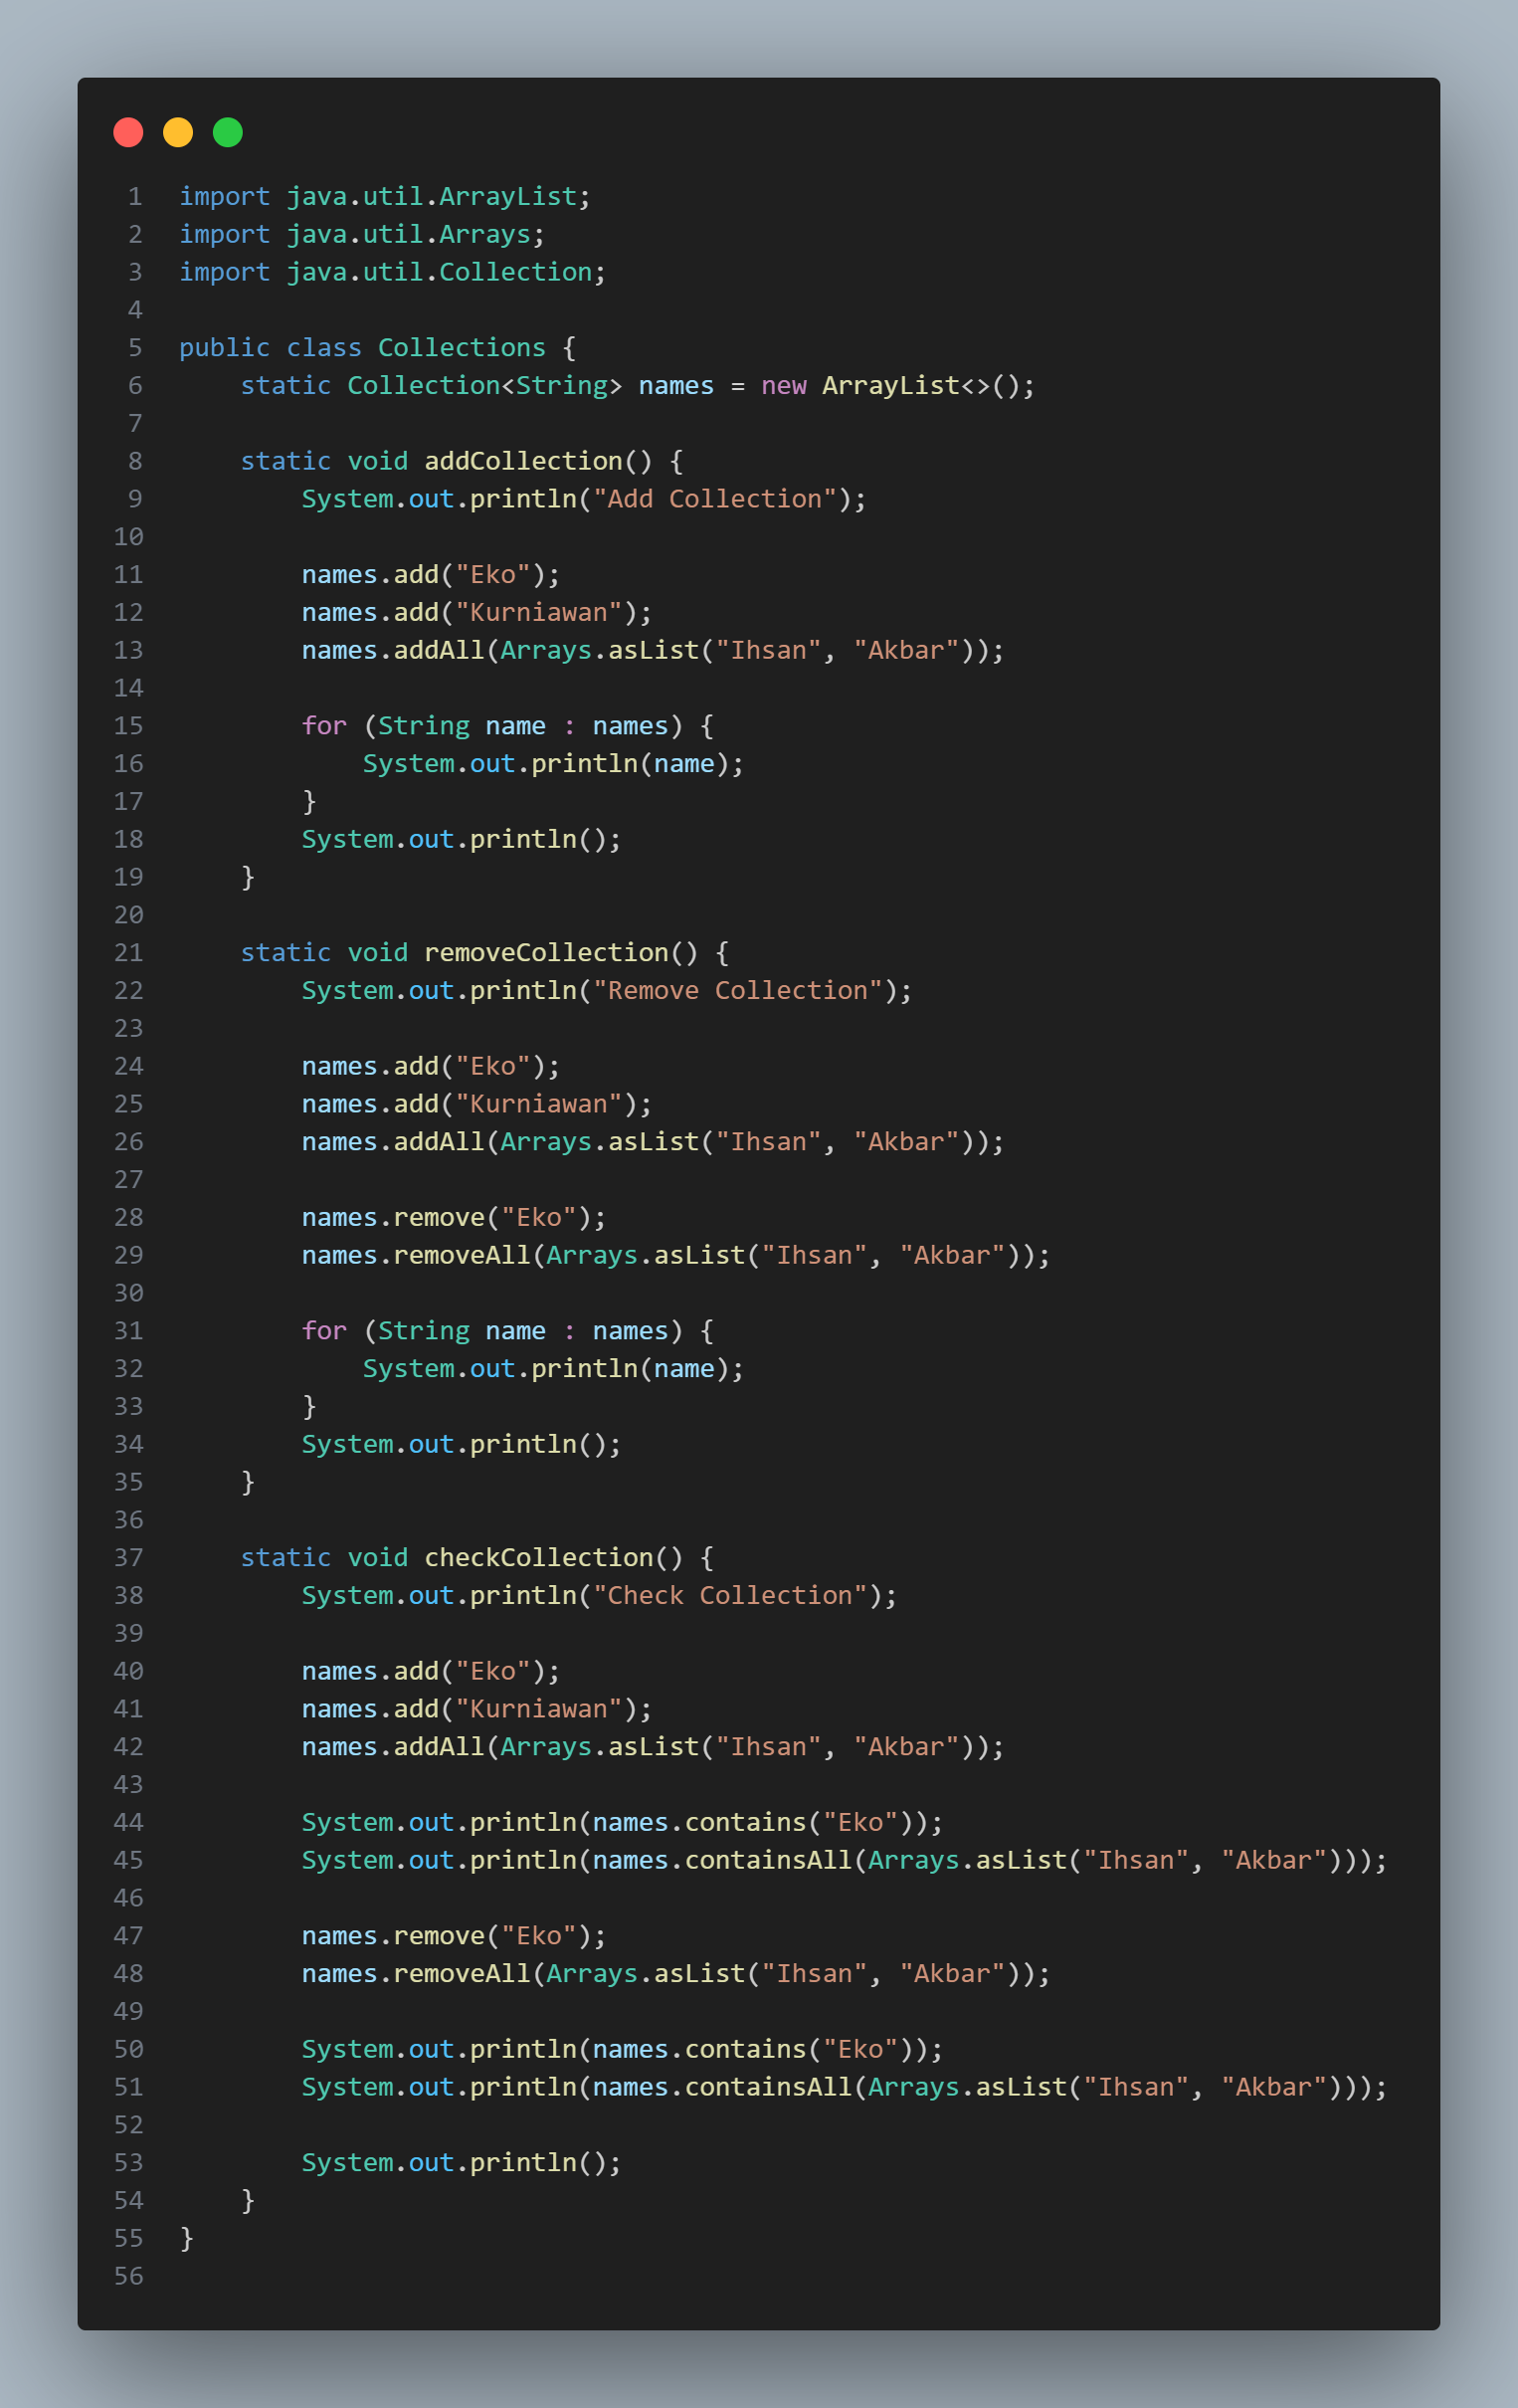 1 import java.util.ArrayList;
2 import java.util.Arrays;
3 import java.util.Collection;
4
5 public class Collections {
6     static Collection<String> names = new ArrayList<>();
7
8     static void addCollection() {
9         System.out.println("Add Collection");
10
11         names.add("Eko");
12         names.add("Kurniawan");
13         names.addAll(Arrays.asList("Ihsan", "Akbar"));
14
15         for (String name : names) {
16             System.out.println(name);
17         }
18         System.out.println();
19     }
20
21     static void removeCollection() {
22         System.out.println("Remove Collection");
23
24         names.add("Eko");
25         names.add("Kurniawan");
26         names.addAll(Arrays.asList("Ihsan", "Akbar"));
27
28         names.remove("Eko");
29         names.removeAll(Arrays.asList("Ihsan", "Akbar"));
30
31         for (String name : names) {
32             System.out.println(name);
33         }
34         System.out.println();
35     }
36
37     static void checkCollection() {
38         System.out.println("Check Collection");
39
40         names.add("Eko");
41         names.add("Kurniawan");
42         names.addAll(Arrays.asList("Ihsan", "Akbar"));
43
44         System.out.println(names.contains("Eko"));
45         System.out.println(names.containsAll(Arrays.asList("Ihsan", "Akbar")));
46
47         names.remove("Eko");
48         names.removeAll(Arrays.asList("Ihsan", "Akbar"));
49
50         System.out.println(names.contains("Eko"));
51         System.out.println(names.containsAll(Arrays.asList("Ihsan", "Akbar")));
52
53         System.out.println();
54     }
55 }
56